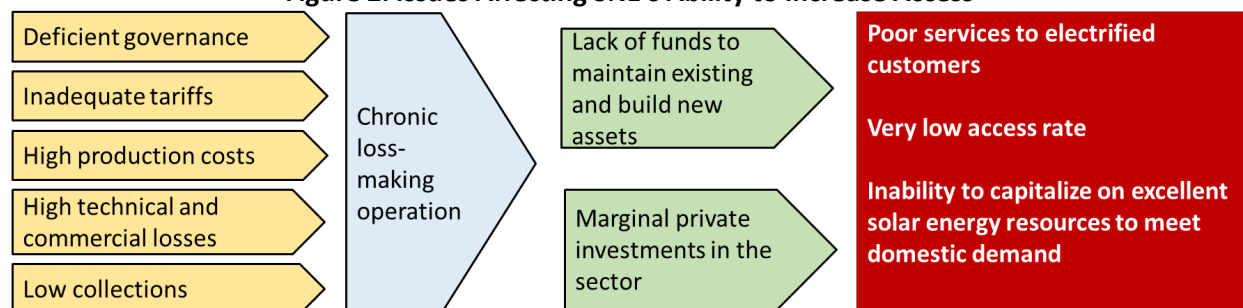 Deficient governance
Inadequate tariffs
High production costs
High technical and
commercial losses
Low collections
Chronic
loss-
making
operation
Lack of funds to
maintain existing
and build new
assets
Marginal private
investments in the
sector
Poor services to electrified
customers
Very low access rate
Inability to capitalize on excellent
solar energy resources to meet
domestic demand